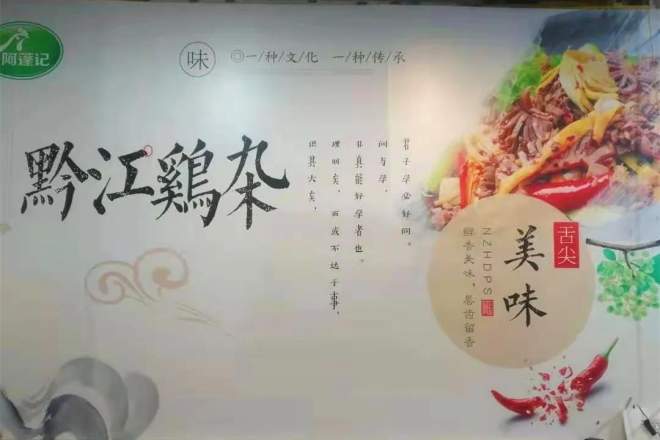 阿蓬记
味
◎一/种/文/化 一/种/传/承
黔江鷄杂
君子学必好问。
问与学,
非真能好学者也。
理明矣,而或不达于事,
识其大矣,
舌尖
美味
NZHDPS
鲜香美味,唇齿留香